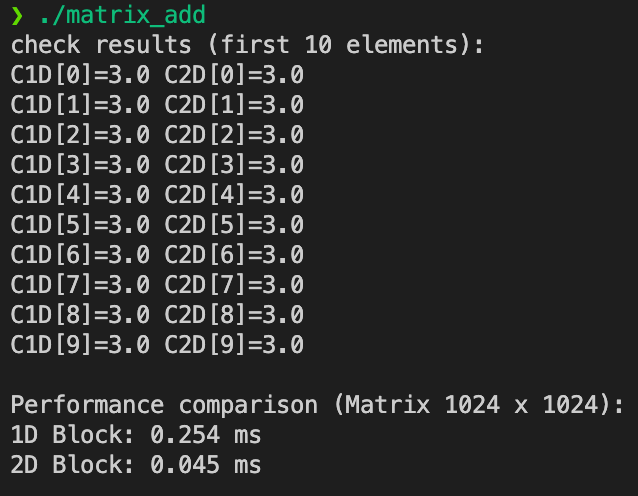 ❯ ./matrix_add
check results (first 10 elements):
C1D[0]=3.0 C2D[0]=3.0
C1D[1]=3.0 C2D[1]=3.0
C1D[2]=3.0 C2D[2]=3.0
C1D[3]=3.0 C2D[3]=3.0
C1D[4]=3.0 C2D[4]=3.0
C1D[5]=3.0 C2D[5]=3.0
C1D[6]=3.0 C2D[6]=3.0
C1D[7]=3.0 C2D[7]=3.0
C1D[8]=3.0 C2D[8]=3.0
C1D[9]=3.0 C2D[9]=3.0

Performance comparison (Matrix 1024 x 1024):
1D Block: 0.254 ms
2D Block: 0.045 ms